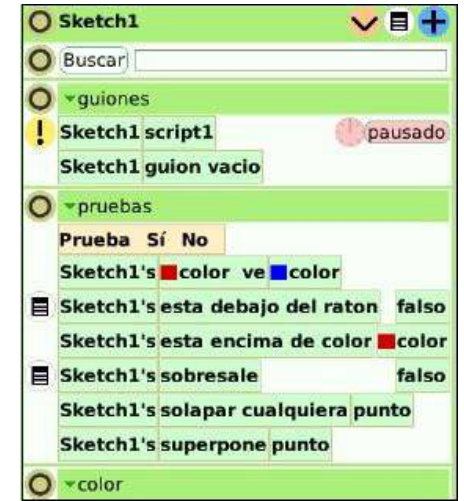 Sketch1
Buscar
guiones
! Sketch1 script1 pausado
Sketch1 guion vacio
pruebas
Prueba Sí No
Sketch1's color ve color
Sketch1's esta debajo del raton falso
Sketch1's esta encima de color color
Sketch1's sobresale falso
Sketch1's solapar cualquiera punto
Sketch1's superpone punto
color